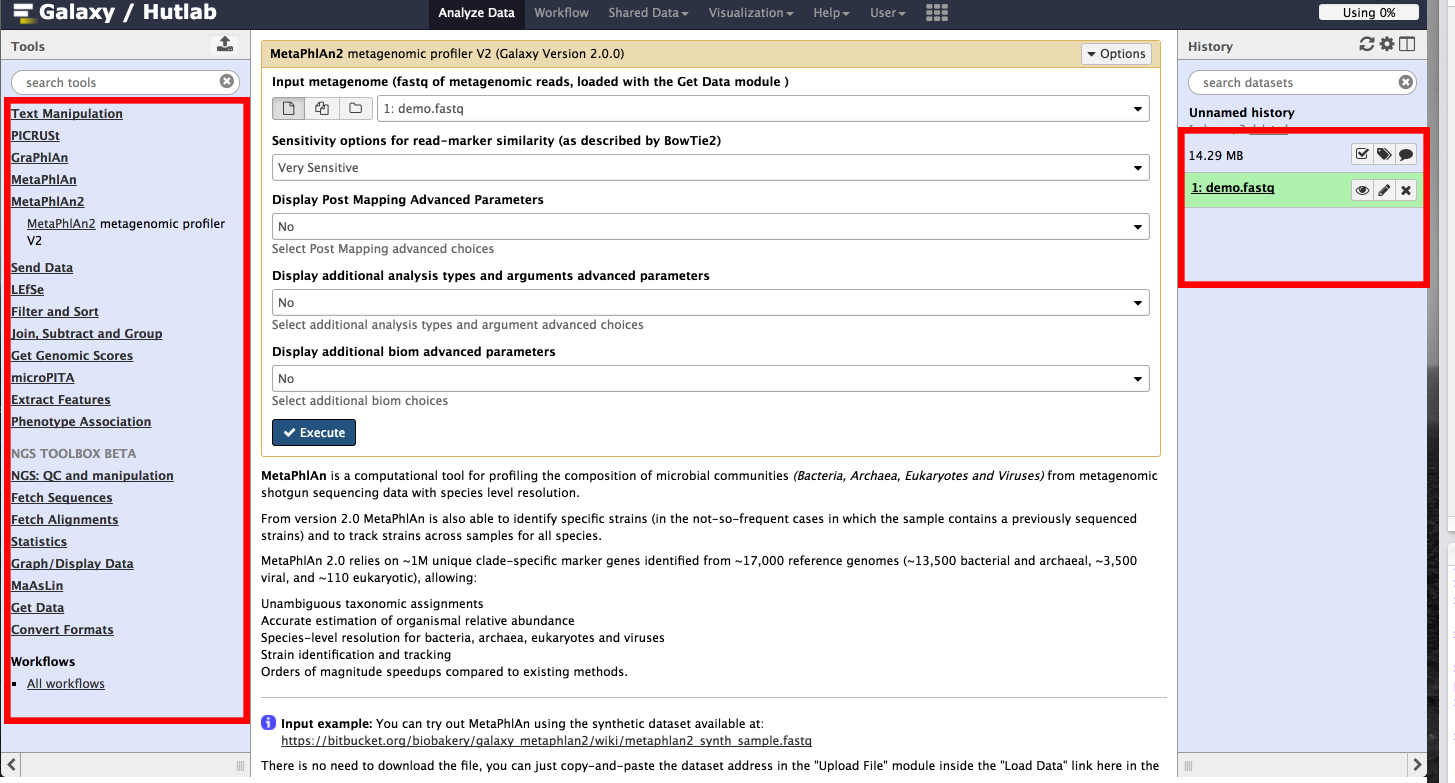 Galaxy / Hutlab
Analyze Data
Workflow
Shared Data
Visualization
Help
User
Using 0%
Tools
search tools
Text Manipulation
PICRUSt
GraPhlAn
MetaPhlAn
MetaPhlAn2
MetaPhlAn2 metagenomic profiler
V2
Send Data
LEfSe
Filter and Sort
Join, Subtract and Group
Get Genomic Scores
microPITA
Extract Features
Phenotype Association
NGS TOOLBOX BETA
NGS: QC and manipulation
Fetch Sequences
Fetch Alignments
Statistics
Graph/Display Data
MaAsLin
Get Data
Convert Formats
Workflows
All workflows
MetaPhlAn2 metagenomic profiler V2 (Galaxy Version 2.0.0)
Options
Input metagenome (fastq of metagenomic reads, loaded with the Get Data module )
1: demo.fastq
Sensitivity options for read-marker similarity (as described by BowTie2)
Very Sensitive
Display Post Mapping Advanced Parameters
No
Select Post Mapping advanced choices
Display additional analysis types and arguments advanced parameters
No
Select additional analysis types and argument advanced choices
Display additional biom advanced parameters
No
Select additional biom choices
Execute
MetaPhlAn is a computational tool for profiling the composition of microbial communities (Bacteria, Archaea, Eukaryotes and Viruses) from metagenomic
shotgun sequencing data with species level resolution.
From version 2.0 MetaPhlAn is also able to identify specific strains (in the not-so-frequent cases in which the sample contains a previously sequenced
strains) and to track strains across samples for all species.
MetaPhlAn 2.0 relies on ~1M unique clade-specific marker genes identified from ~17,000 reference genomes (~13,500 bacterial and archaeal, ~3,500
viral, and ~110 eukaryotic), allowing:
Unambiguous taxonomic assignments
Accurate estimation of organismal relative abundance
Species-level resolution for bacteria, archaea, eukaryotes and viruses
Strain identification and tracking
Orders of magnitude speedups compared to existing methods.
Input example: You can try out MetaPhlAn using the synthetic dataset available at:
https://bitbucket.org/biobakery/galaxy_metaphlan2/wiki/metaphlan2_synth_sample.fastq
There is no need to download the file, you can just copy-and-paste the dataset address in the "Upload File" module inside the "Load Data" link here in the
History
search datasets
Unnamed history
14.29 MB
1: demo.fastq